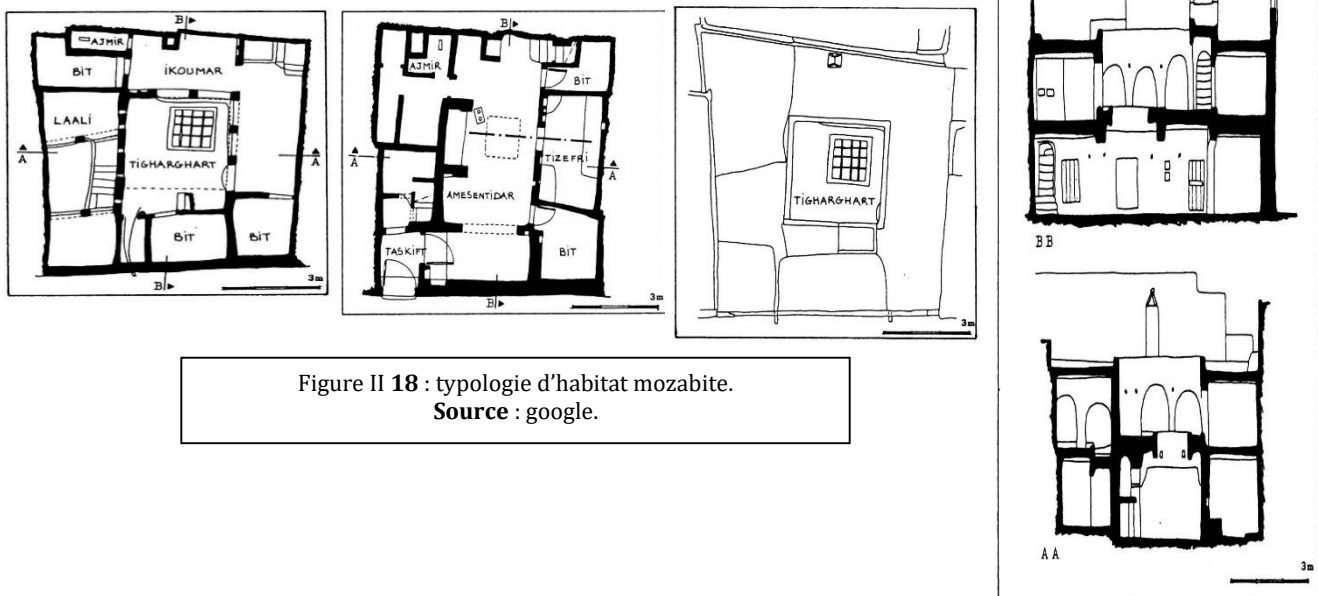 B
AJMIR
BIT
IKOUMAR
LAALI
A
TIGHARGHART
A
BIT
BIT
B
3m
B
AJMIR
BIT
A
TIZEFRI
A
AMESENTIDAR
TASKIFT
BIT
B
3m
TIGHARGHART
3m
BB
AA
3m
Figure II 18 : typologie d'habitat mozabite.
Source : google.